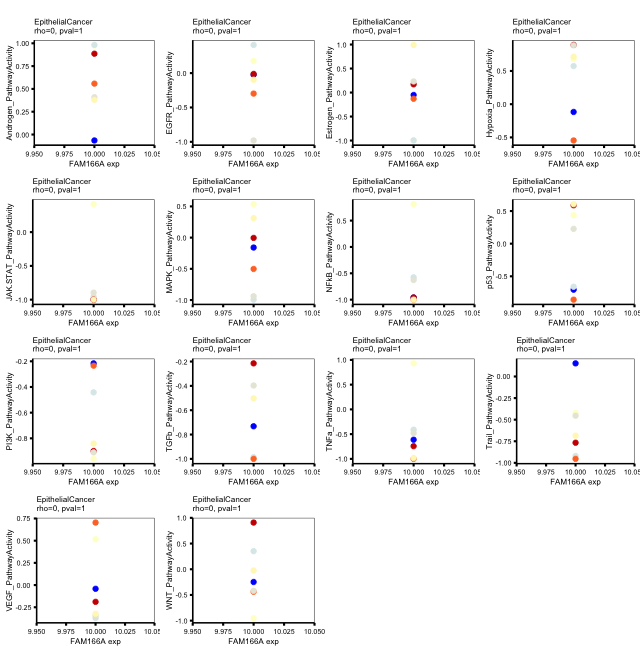 EpithelialCancer
rho=0, pval=1
Androgen_PathwayActivity
1.00
0.75
0.50
0.25
0.00
9.950 9.975 10.000 10.025 10.05
FAM166A exp
EpithelialCancer
rho=0, pval=1
EGFR_PathwayActivity
0.0
-0.5
-1.0
9.950 9.975 10.000 10.025 10.05
FAM166A exp
EpithelialCancer
rho=0, pval=1
Estrogen_PathwayActivity
1.0
0.5
0.0
-0.5
-1.0
9.950 9.975 10.000 10.025 10.05
FAM166A exp
EpithelialCancer
rho=0, pval=1
Hypoxia_PathwayActivity
0.5
0.0
-0.5
9.950 9.975 10.000 10.025 10.05
FAM166A exp
EpithelialCancer
rho=0, pval=1
JAK.STAT_PathwayActivity
0.0
-0.5
-1.0
9.950 9.975 10.000 10.025 10.05
FAM166A exp
EpithelialCancer
rho=0, pval=1
MAPK_PathwayActivity
0.5
0.0
-0.5
-1.0
9.950 9.975 10.000 10.025 10.05
FAM166A exp
EpithelialCancer
rho=0, pval=1
NFkB_PathwayActivity
0.5
0.0
-0.5
-1.0
9.950 9.975 10.000 10.025 10.05
FAM166A exp
EpithelialCancer
rho=0, pval=1
p53_PathwayActivity
0.5
0.0
-0.5
9.950 9.975 10.000 10.025 10.05
FAM166A exp
EpithelialCancer
rho=0, pval=1
PI3K_PathwayActivity
-0.2
-0.4
-0.6
-0.8
9.950 9.975 10.000 10.025 10.05
FAM166A exp
EpithelialCancer
rho=0, pval=1
TGFb_PathwayActivity
-0.2
-0.4
-0.6
-0.8
-1.0
9.950 9.975 10.000 10.025 10.05
FAM166A exp
EpithelialCancer
rho=0, pval=1
TNFa_PathwayActivity
1.0
0.5
0.0
-0.5
-1.0
9.950 9.975 10.000 10.025 10.05
FAM166A exp
EpithelialCancer
rho=0, pval=1
Trail_PathwayActivity
0.00
-0.25
-0.50
-0.75
-1.00
9.950 9.975 10.000 10.025 10.05
FAM166A exp
EpithelialCancer
rho=0, pval=1
VEGF_PathwayActivity
0.75
0.50
0.25
0.00
-0.25
9.950 9.975 10.000 10.025 10.05
FAM166A exp
EpithelialCancer
rho=0, pval=1
WNT_PathwayActivity
1.0
0.5
0.0
-0.5
-1.0
9.950 9.975 10.000 10.025 10.050
FAM166A exp